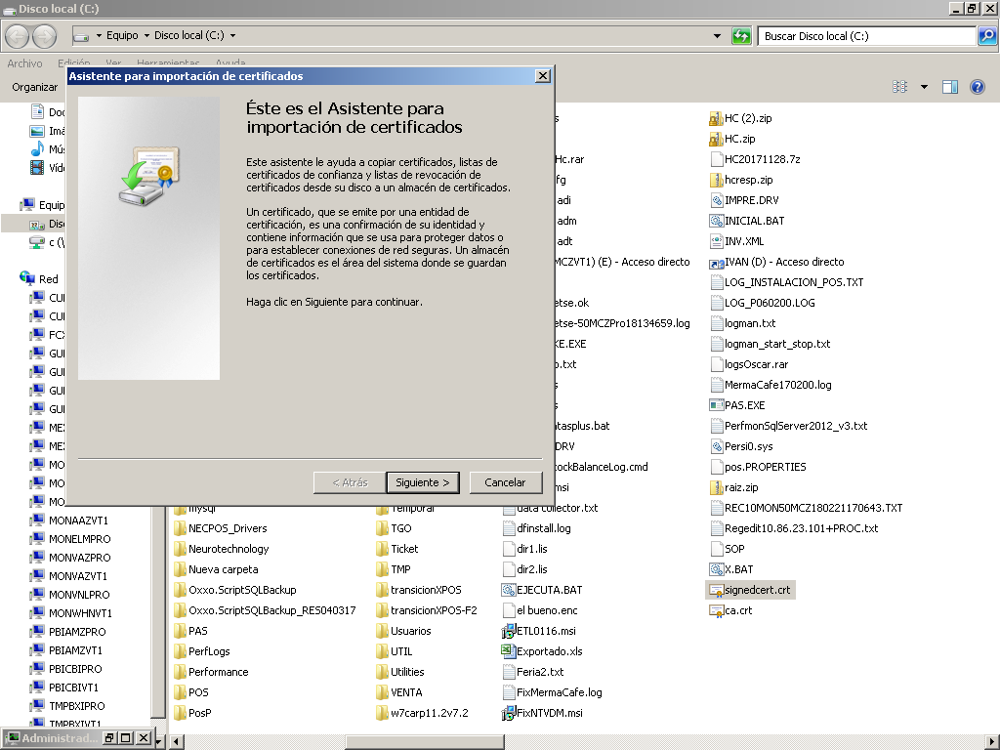 Disco local (C:)
Equipo
Disco local (C:)
Buscar Disco local (C:)
Archivo
Edición
Ver
Herramientas
Ayuda
Organizar
Asistente para importación de certificados
Éste es el Asistente para
importación de certificados
Este asistente le ayuda a copiar certificados, listas de
certificados de confianza y listas de revocación de
certificados desde su disco a un almacén de certificados.
Un certificado, que se emite por una entidad de
certificación, es una confirmación de su identidad y
contiene información que se usa para proteger datos o
para establecer conexiones de red seguras. Un almacén
de certificados es el área del sistema donde se guardan
los certificados.
Haga clic en Siguiente para continuar.
< Atrás
Siguiente >
Cancelar
Doc
Imá
Mús
Víde
Equip
Disc
c (\
Red
CUI
CUI
FC
GUI
GUI
GUI
GUI
ME
ME
MO
MO
MO
MONAAZVT1
MONELMPRO
MONVAZPRO
MONVAZVT1
MONVNLPRO
MONWHNVT1
PBIAMZPRO
PBIAMZVT1
PBICBIPRO
PBICBIVT1
TMPBXIPRO
TMPBXIVT1
mysql
NECPOS_Drivers
Neurotechnology
Nueva carpeta
Oxxo.ScriptSQLBackup
Oxxo.ScriptSQLBackup_RES040317
PAS
PerfLogs
Performance
POS
PosP
Temporal
TGO
Ticket
TMP
transicionXPOS
transicionXPOS-F2
Usuarios
UTIL
Utilities
VENTA
w7carp11.2v7.2
s
Hc.rar
fg
adi
adm
adt
MCZVT1) (E) - Acceso directo
etse.ok
etse-50MCZPro18134659.log
KE.EXE
o.txt
s
atasplus.bat
DRV
ockBalanceLog.cmd
msi
data collector.txt
dfinstall.log
dir1.lis
dir2.lis
EJECUTA.BAT
el bueno.enc
ETL0116.msi
Exportado.xls
Feria2.txt
FixMermaCafe.log
FixNTVDM.msi
HC (2).zip
HC.zip
HC20171128.7z
hcresp.zip
IMPRE.DRV
INICIAL.BAT
INV.XML
IVAN (D) - Acceso directo
LOG_INSTALACION_POS.TXT
LOG_P060200.LOG
logman.txt
logman_start_stop.txt
logsOscar.rar
MermaCafe170200.log
PAS.EXE
PerfmonSqlServer2012_v3.txt
Persi0.sys
pos.PROPERTIES
raiz.zip
REC10MON50MCZ180221170643.TXT
Regedit10.86.23.101+PROC.txt
SOP
X.BAT
signedcert.crt
ca.crt
Administrad...